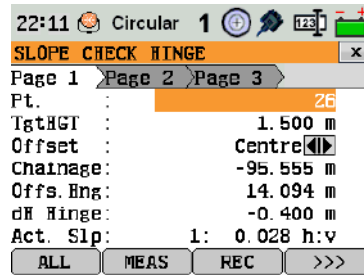 22:11 Circular 1 123
SLOPE CHECK HINGE x
Page 1 Page 2 Page 3
Pt. : 26
TgtHGT : 1.500 m
Offset : Centre
Chainage: -95.555 m
Offs.Hng: 14.094 m
dH Hinge: -0.400 m
Act. Slp: 1: 0.028 h:v
ALL MEAS REC >>>